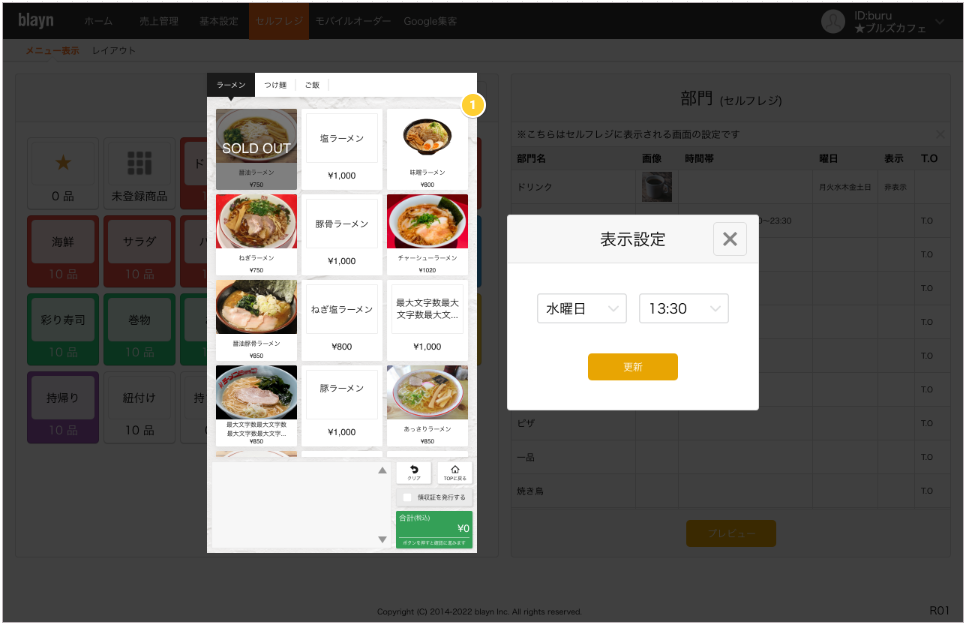 blayn
ホーム
売上管理
基本設定
セルフレジ
モバイルオーダー
Google集客
ID:buru
★ブルズカフェ
メニュー表示
レイアウト
0 品
未登録商品
海鮮
10 品
サラダ
10 品
彩り寿司
10 品
巻物
10 品
持帰り
10 品
紐付け
10 品
ラーメン
つけ麺
ご飯
1
SOLD OUT
醤油ラーメン
¥750
塩ラーメン
¥1,000
味噌ラーメン
¥800
ねぎラーメン
¥750
豚骨ラーメン
¥1,000
チャーシューラーメン
¥1020
醤油豚骨ラーメン
¥850
ねぎ塩ラーメン
¥800
最大文字数最大
文字数最大文...
¥1,000
最大文字数最大文字数
最大文字数最大文字...
¥850
豚ラーメン
¥1,000
あっさりラーメン
¥850
クリア
TOPに戻る
領収証を発行する
合計(税込)
¥0
ボタンを押すと確認に進みます
部門 (セルフレジ)
※こちらはセルフレジに表示される画面の設定です
部門名
画像
時間帯
曜日
表示
T.O
ドリンク
月火水木金土日
非表示
23:30
T.O
T.O
T.O
T.O
T.O
T.O
ピザ
T.O
一品
T.O
焼き鳥
T.O
表示設定
水曜日
13:30
更新
プレビュー
Copyright (C) 2014-2022 blayn Inc. All rights reserved.
R01